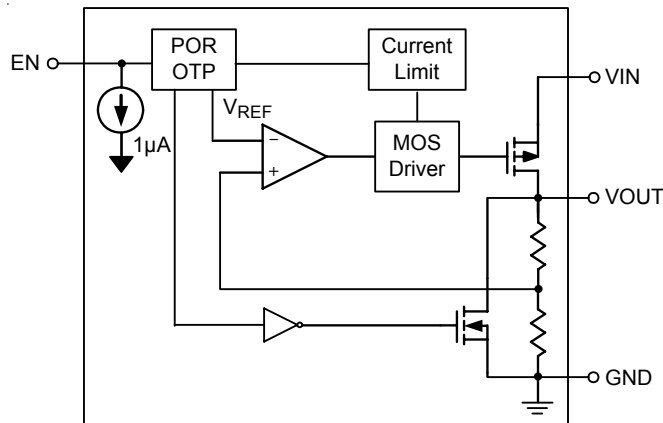 EN
POR
OTP
Current
Limit
VIN
VREF
1µA
−
+
MOS
Driver
VOUT
GND